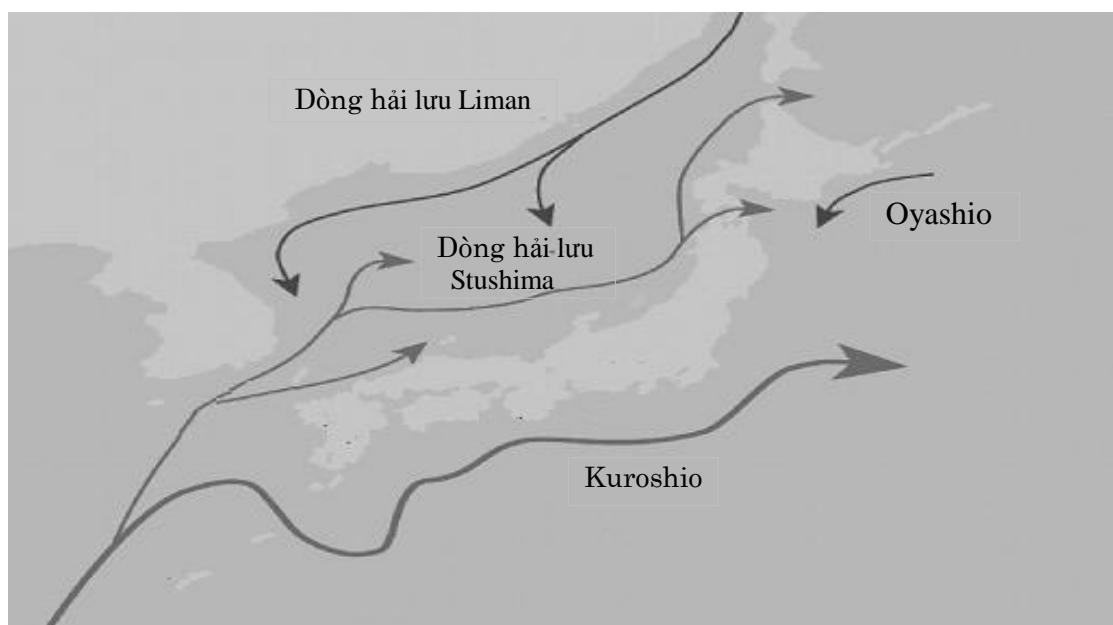 Dòng hải lưu Liman
Oyashio
Dòng hải lưu
Stushima
Kuroshio